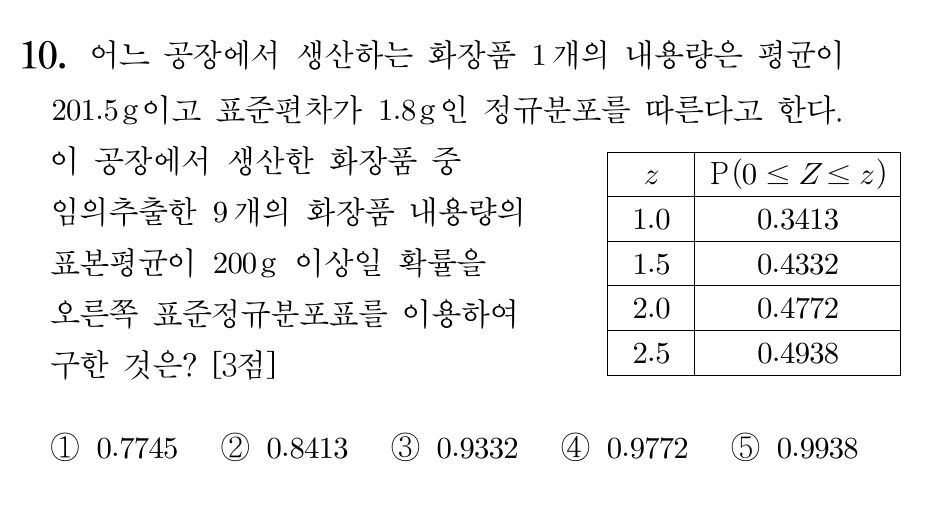 10. 어느 공장에서 생산하는 화장품 1개의 내용량은 평균이
201.5g이고 표준편차가 1.8g인 정규분포를 따른다고 한다.
이 공장에서 생산한 화장품 중
임의추출한 9개의 화장품 내용량의
표본평균이 200g 이상일 확률을
오른쪽 표준정규분포표를 이용하여
구한 것은? [3점]
z P(0 ≤ Z ≤ z)
1.0 0.3413
1.5 0.4332
2.0 0.4772
2.5 0.4938
① 0.7745 ② 0.8413 ③ 0.9332 ④ 0.9772 ⑤ 0.9938